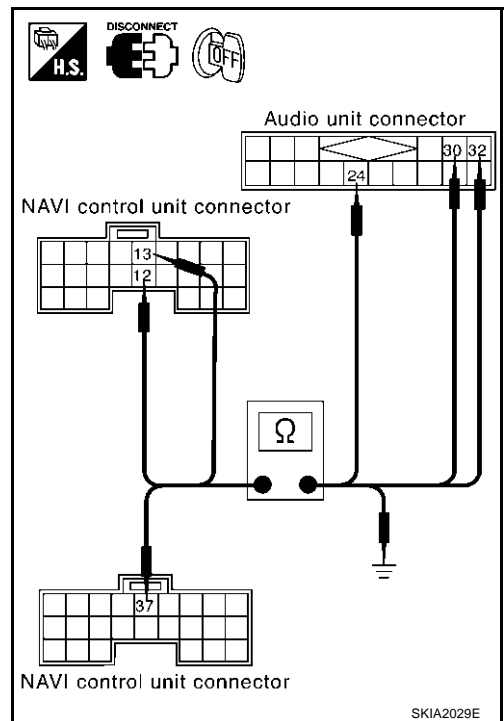 DISCONNECT
H.S.
OFF
Audio unit connector
30 32
24
NAVI control unit connector
13
12
Ω
37
NAVI control unit connector
SKIA2029E